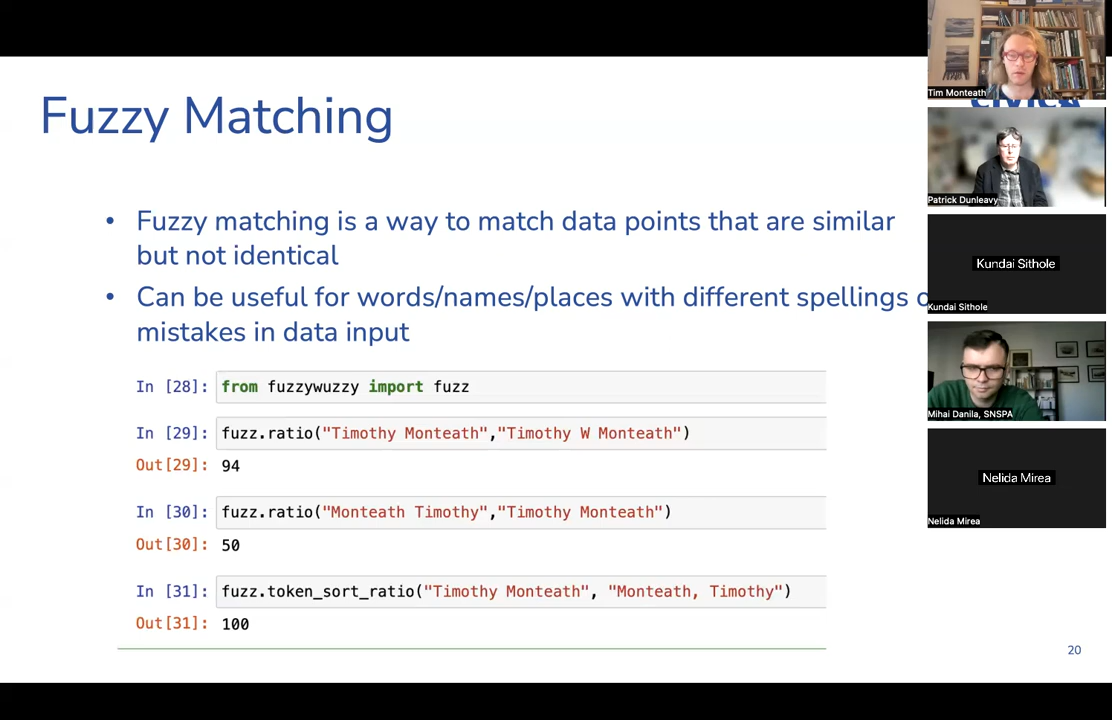 Fuzzy Matching
• Fuzzy matching is a way to match data points that are similar
but not identical
• Can be useful for words/names/places with different spellings
mistakes in data input
In [28]: from fuzzywuzzy import fuzz
In [29]: fuzz.ratio("Timothy Monteath","Timothy W Monteath")
Out[29]: 94
In [30]: fuzz.ratio("Monteath Timothy","Timothy Monteath")
Out[30]: 50
In [31]: fuzz.token_sort_ratio("Timothy Monteath", "Monteath, Timothy")
Out[31]: 100
20
Tim Monteath
Patrick Dunleavy
Kundai Sithole
Kundai Sithole
Mihai Danila, SNSPA
Nelida Mirea
Nelida Mirea